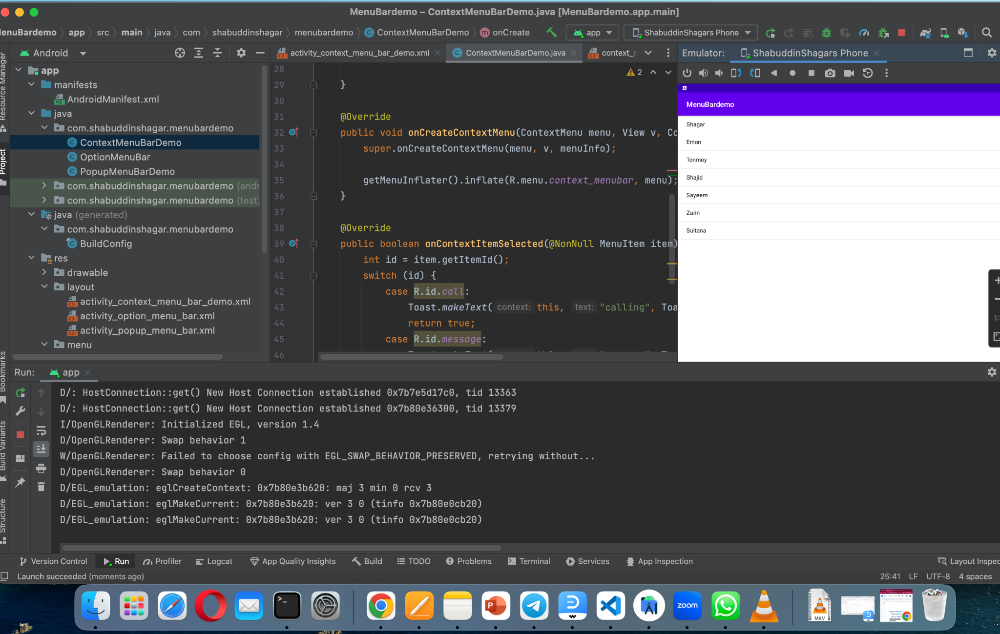 MenuBardemo – ContextMenuBarDemo.java [MenuBardemo.app.main]
MenuBardemo app src main java com shabuddinshagar menubardemo ContextMenuBarDemo onCreate app ShabuddinShagars Phone
Android
activity_context_menu_bar_demo.xml ContextMenuBarDemo.java context_r
Emulator: ShabuddinShagars Phone
Resource Manager
Project
Bookmarks
Build Variants
Structure
app
manifests
AndroidManifest.xml
java
com.shabuddinshagar.menubardemo
ContextMenuBarDemo
OptionMenuBar
PopupMenuBarDemo
com.shabuddinshagar.menubardemo (andr
com.shabuddinshagar.menubardemo (test)
java (generated)
com.shabuddinshagar.menubardemo
BuildConfig
res
drawable
layout
activity_context_menu_bar_demo.xml
activity_option_menu_bar.xml
activity_popup_menu_bar.xml
menu
2
28
29 }
30
31 @Override
32 public void onCreateContextMenu(ContextMenu menu, View v, Co
33 super.onCreateContextMenu(menu, v, menuInfo);
34
35 getMenuInflater().inflate(R.menu.context_menubar, menu);
36 }
37
38 @Override
39 public boolean onContextItemSelected(@NonNull MenuItem item)
40 int id = item.getItemId();
41 switch (id) {
42 case R.id.call:
43 Toast.makeText( context: this, text: "calling", Toa
44 return true;
45 case R.id.message:
46
MenuBardemo
Shagar
Emon
Tonmoy
Shajid
Sayeem
Zarin
Sultana
1:
Run: app
D/: HostConnection::get() New Host Connection established 0x7b7e5d17c0, tid 13363
D/: HostConnection::get() New Host Connection established 0x7b80e36300, tid 13379
I/OpenGLRenderer: Initialized EGL, version 1.4
D/OpenGLRenderer: Swap behavior 1
W/OpenGLRenderer: Failed to choose config with EGL_SWAP_BEHAVIOR_PRESERVED, retrying without...
D/OpenGLRenderer: Swap behavior 0
D/EGL_emulation: eglCreateContext: 0x7b80e3b620: maj 3 min 0 rcv 3
D/EGL_emulation: eglMakeCurrent: 0x7b80e3b620: ver 3 0 (tinfo 0x7b80e0cb20)
D/EGL_emulation: eglMakeCurrent: 0x7b80e3b620: ver 3 0 (tinfo 0x7b80e0cb20)
Version Control Run Profiler Logcat App Quality Insights Build TODO Problems Terminal Services App Inspection Layout Inspec
Launch succeeded (moments ago) 25:41 LF UTF-8 4 spaces
zoom
MKV